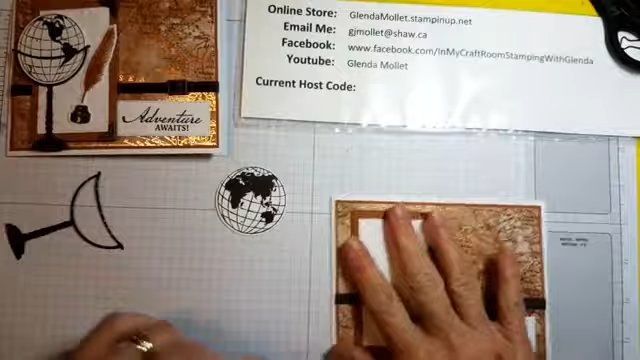 Online Store: GlendaMollet.stampinup.net
Email Me: gjmollet@shaw.ca
Facebook: www.facebook.com/InMyCraftRoomStampingWithGlenda
Youtube: Glenda Mollet
Current Host Code:
Adventure
AWAITS!